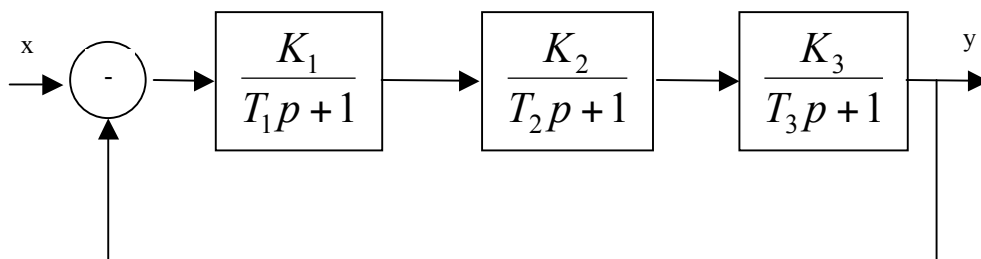 x
-
K₁
T₁p + 1
K₂
T₂p + 1
K₃
T₃p + 1
y